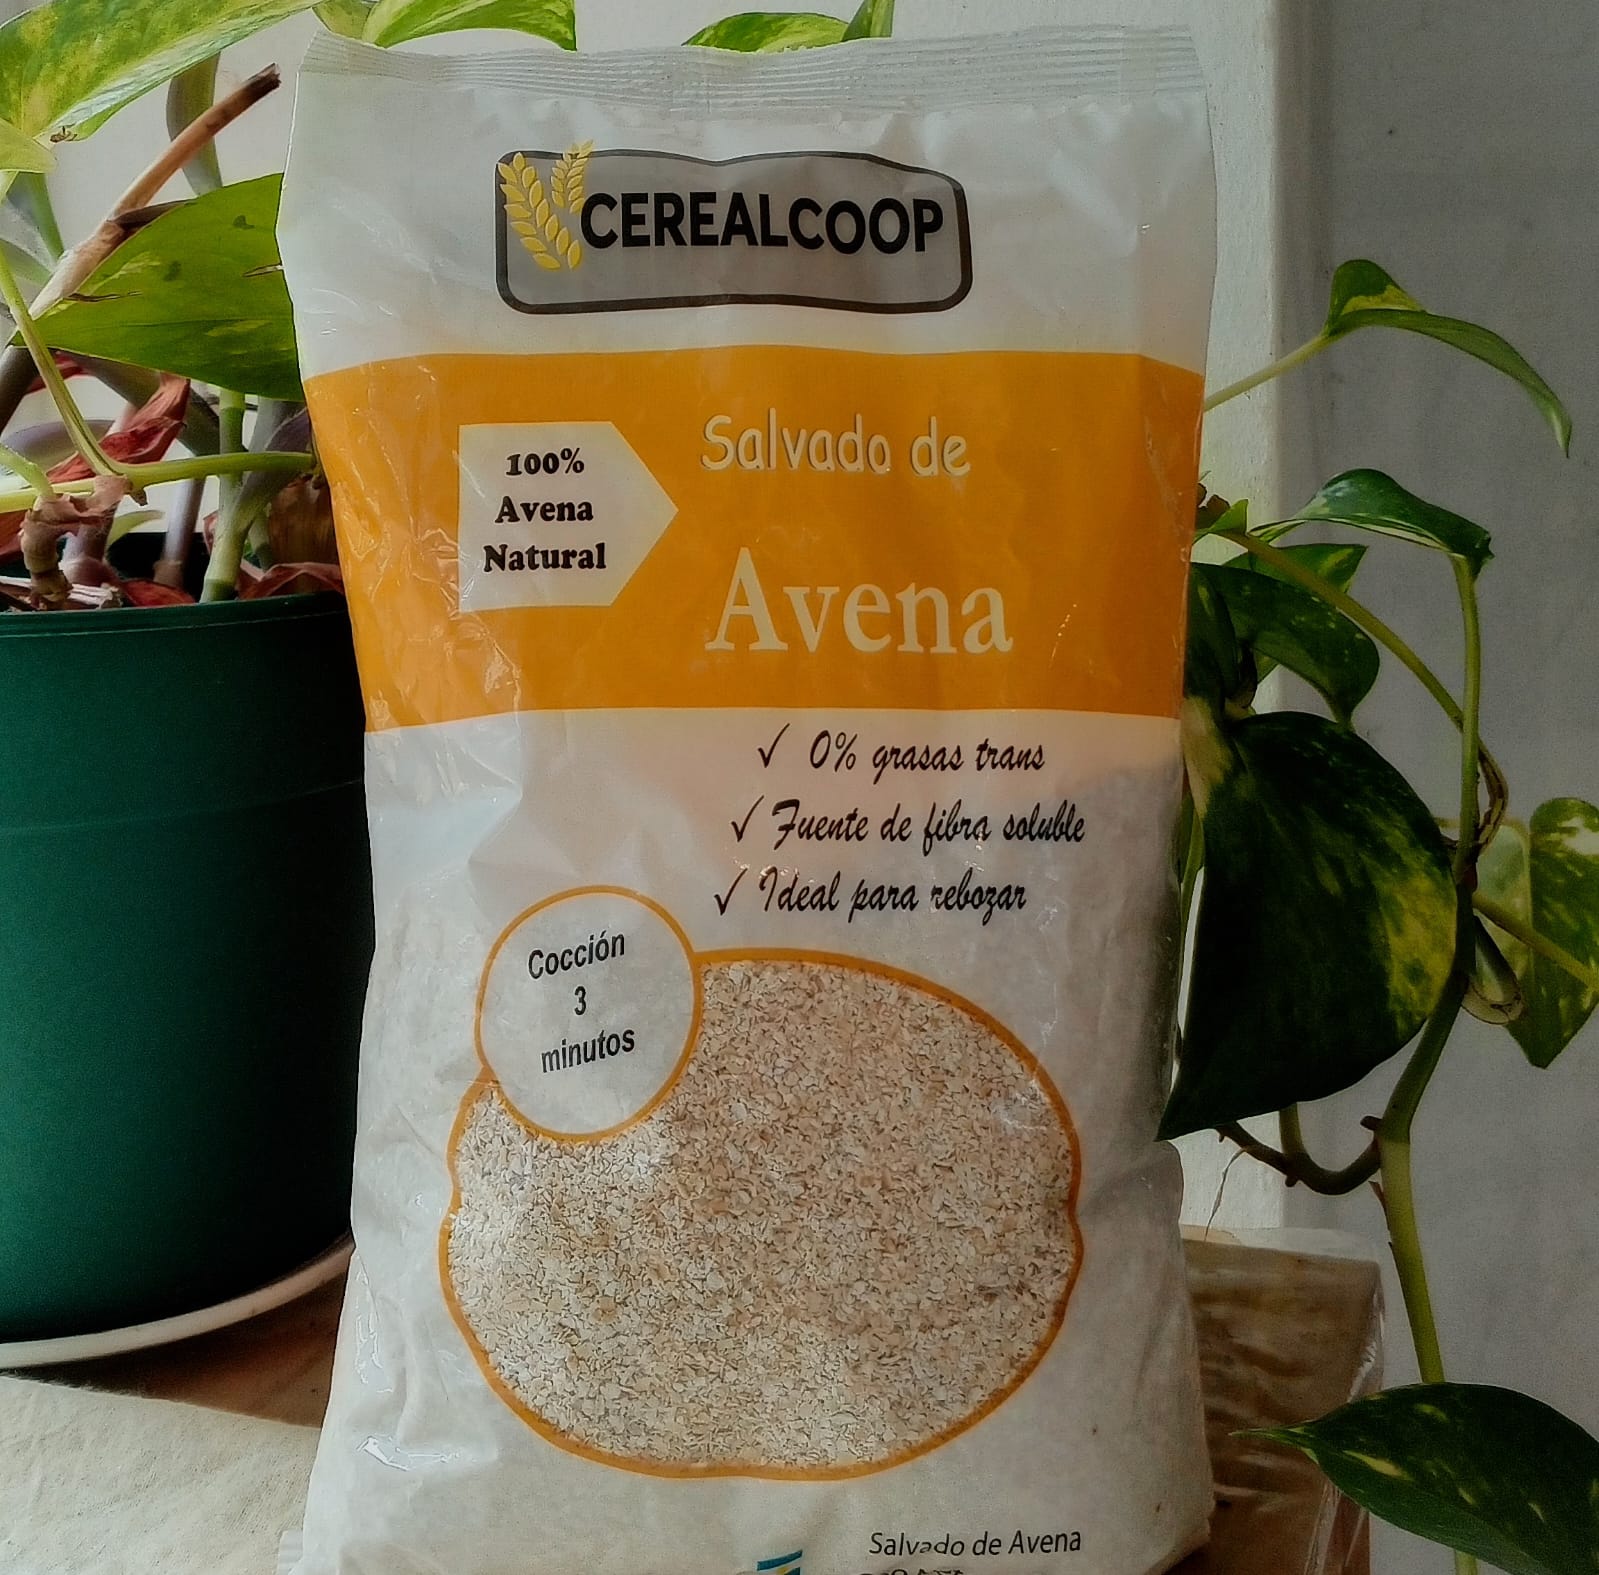 CEREALCOOP
100%
Avena
Natural
Salvado de
Avena
✓ 0% grasas trans
✓ Fuente de fibra soluble
✓ Ideal para rebozar
Cocción
3
minutos
Salvado de Avena